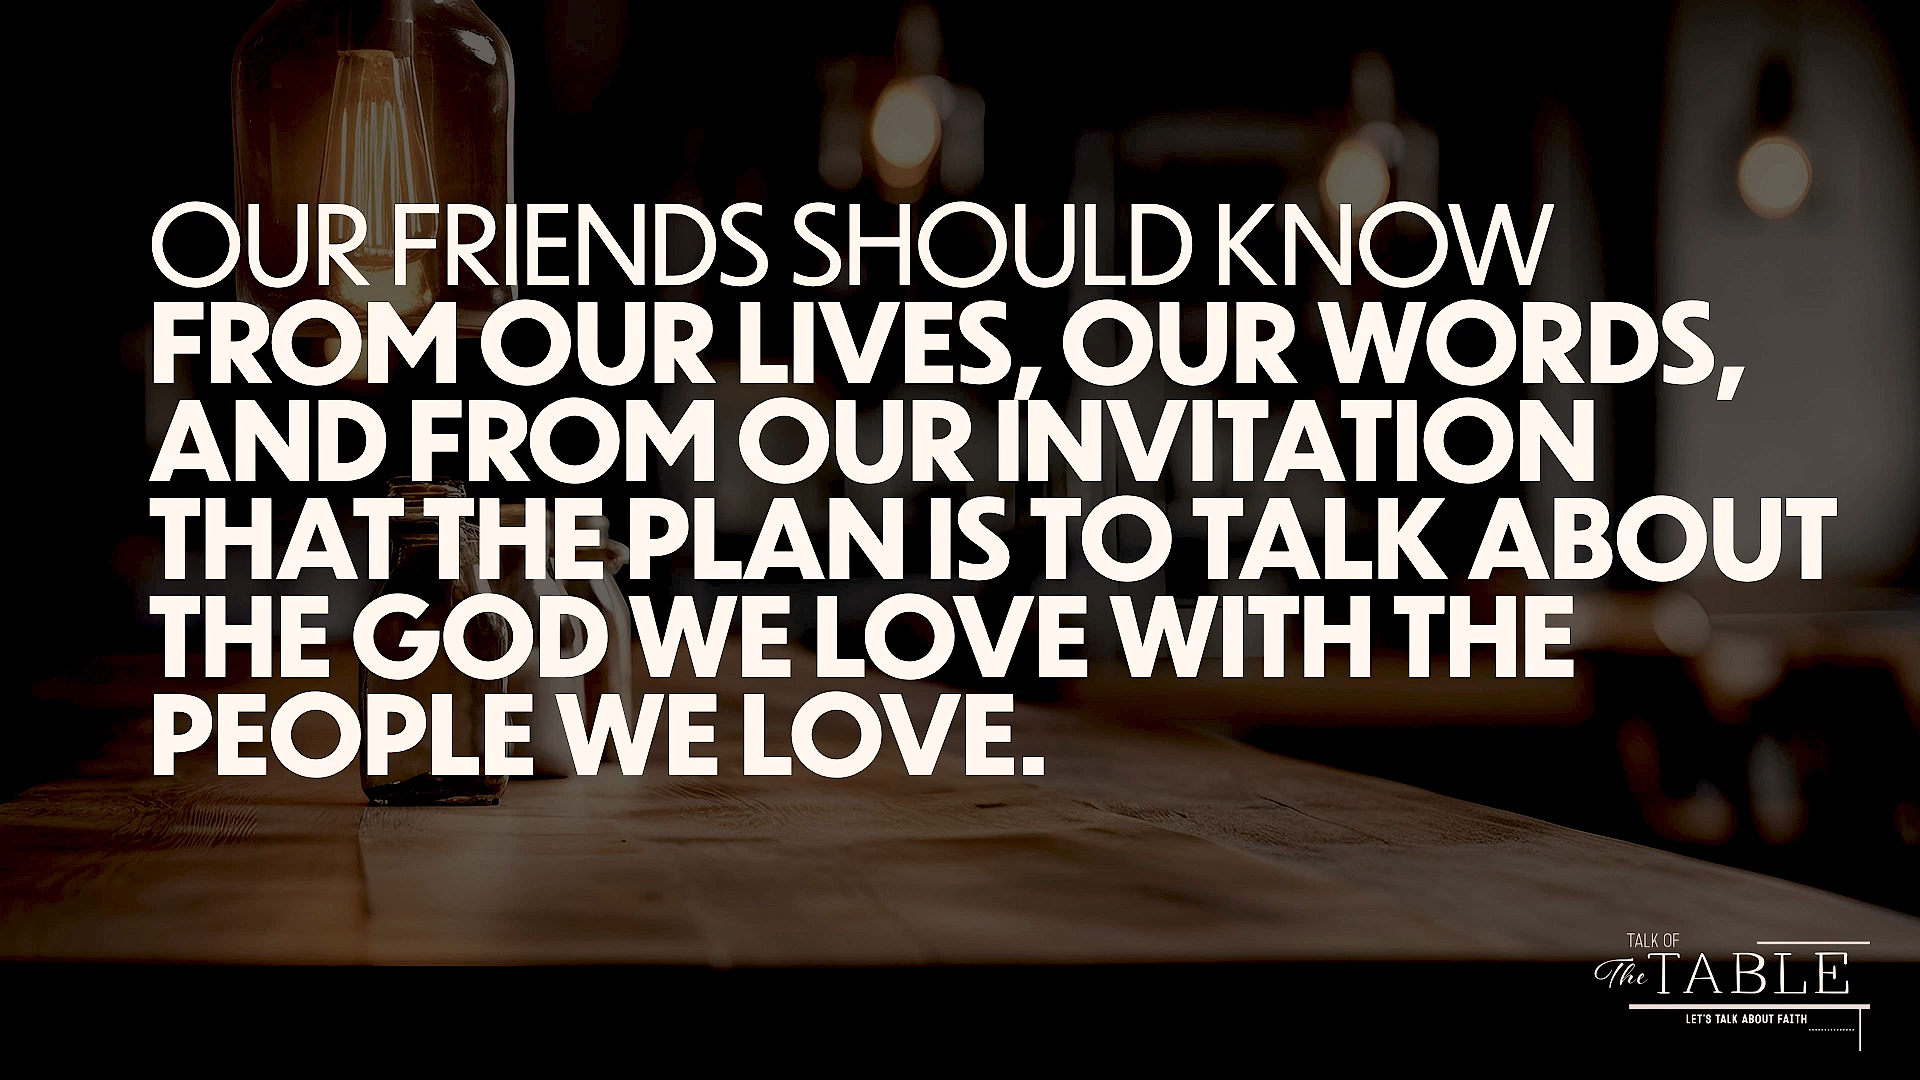 OUR FRIENDS SHOULD KNOW
FROM OUR LIVES, OUR WORDS,
AND FROM OUR INVITATION
THAT THE PLAN IS TO TALK ABOUT
THE GOD WE LOVE WITH THE
PEOPLE WE LOVE.
TALK OF
The TABLE
LET'S TALK ABOUT FAITH